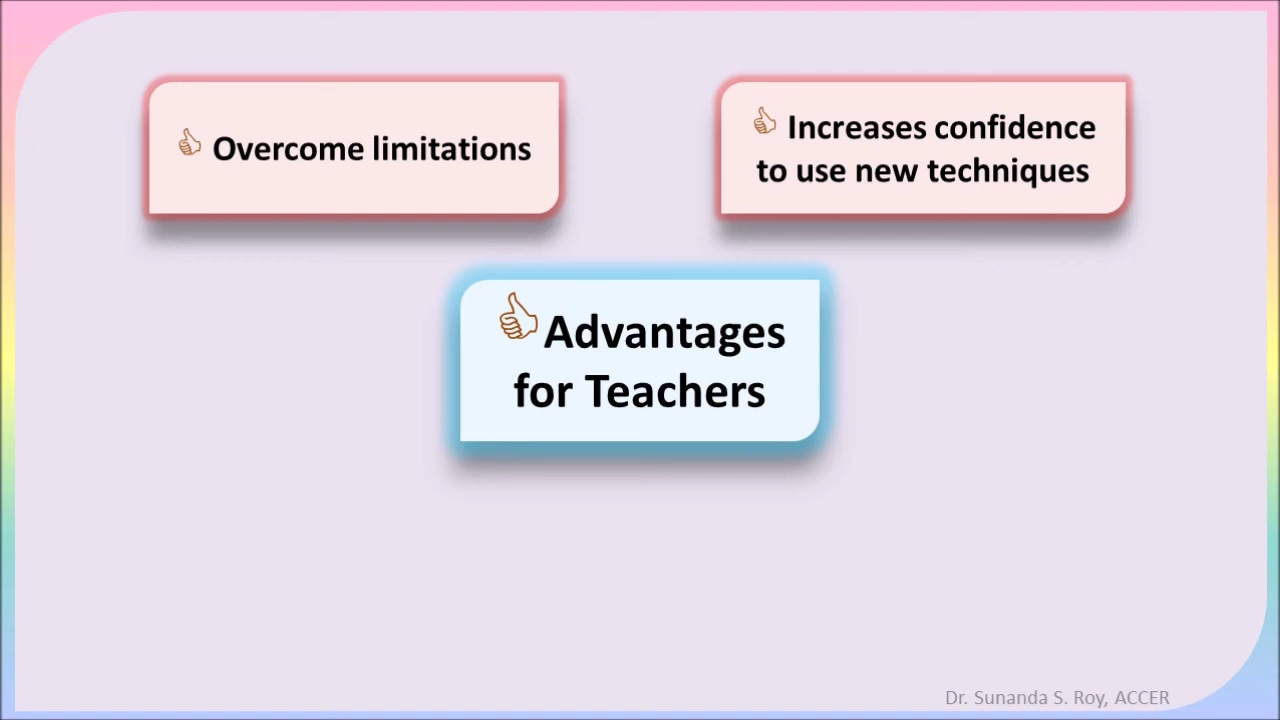 Overcome limitations
Increases confidence
to use new techniques
Advantages
for Teachers
Dr. Sunanda S. Roy, ACCER